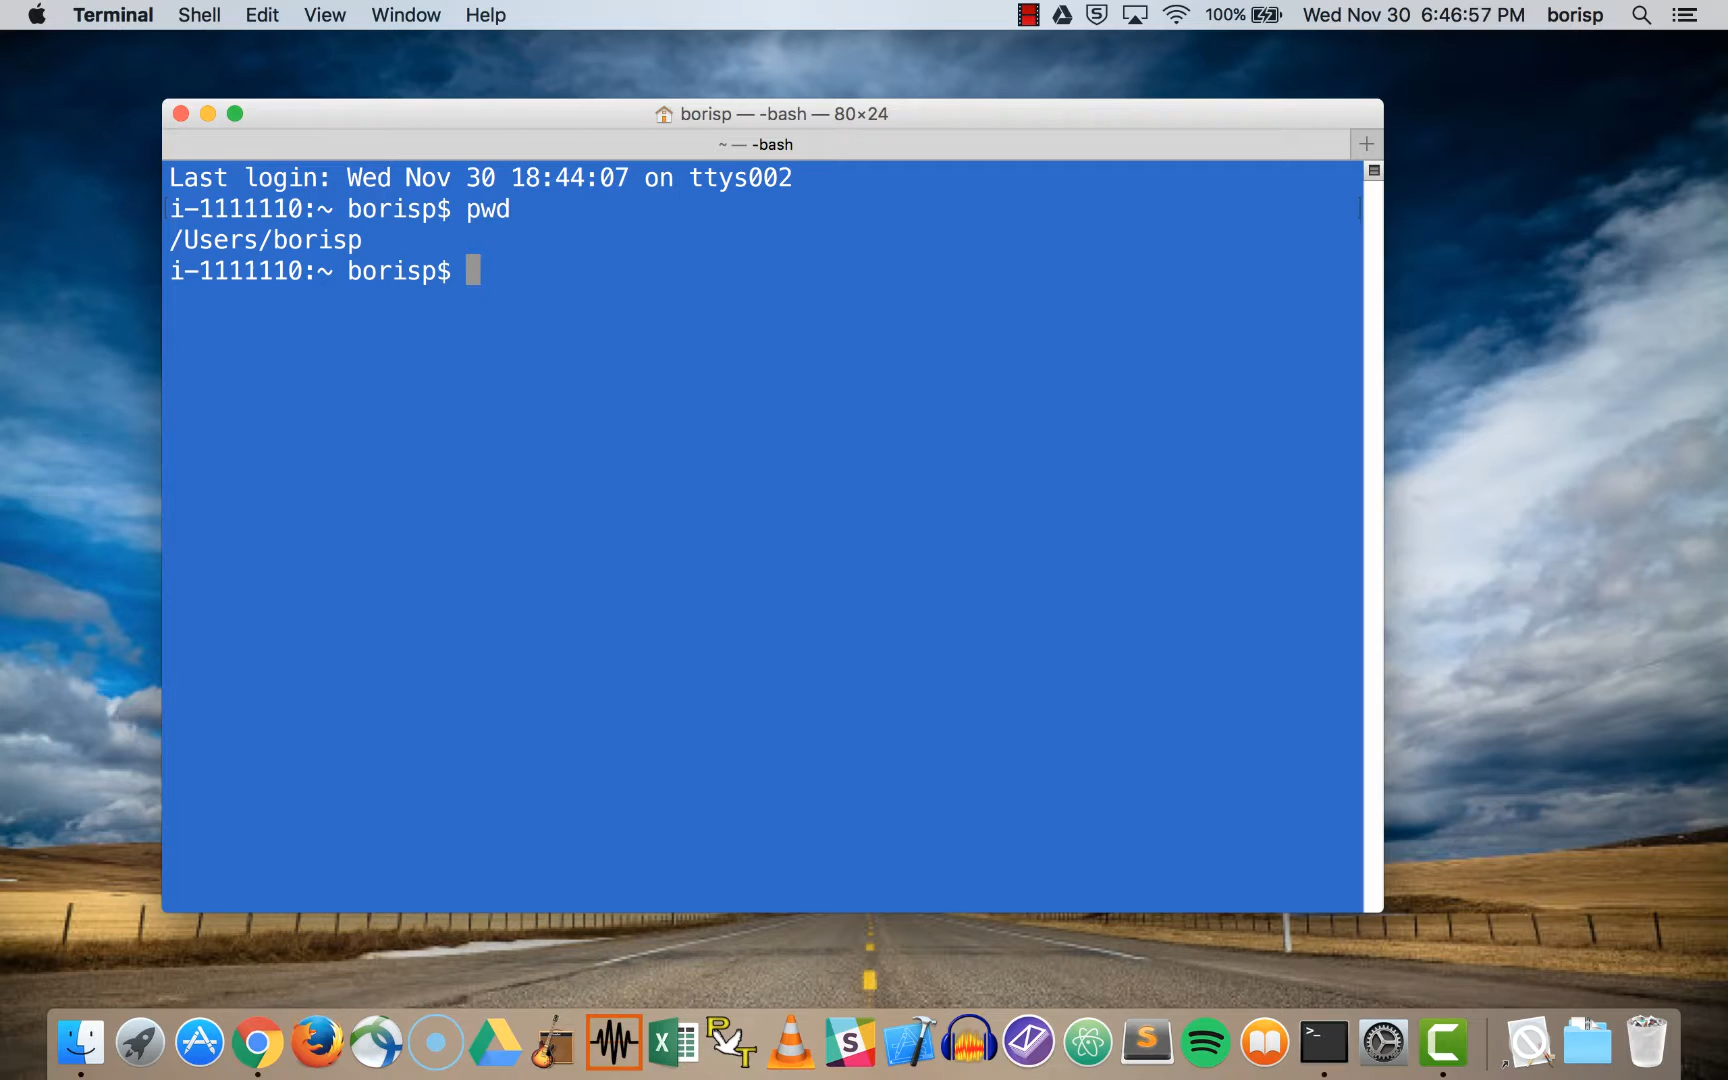 Terminal Shell Edit View Window Help 100% Wed Nov 30 6:46:57 PM borisp
borisp — -bash — 80×24
~ — -bash
Last login: Wed Nov 30 18:44:07 on ttys002
i-1111110:~ borisp$ pwd
/Users/borisp
i-1111110:~ borisp$